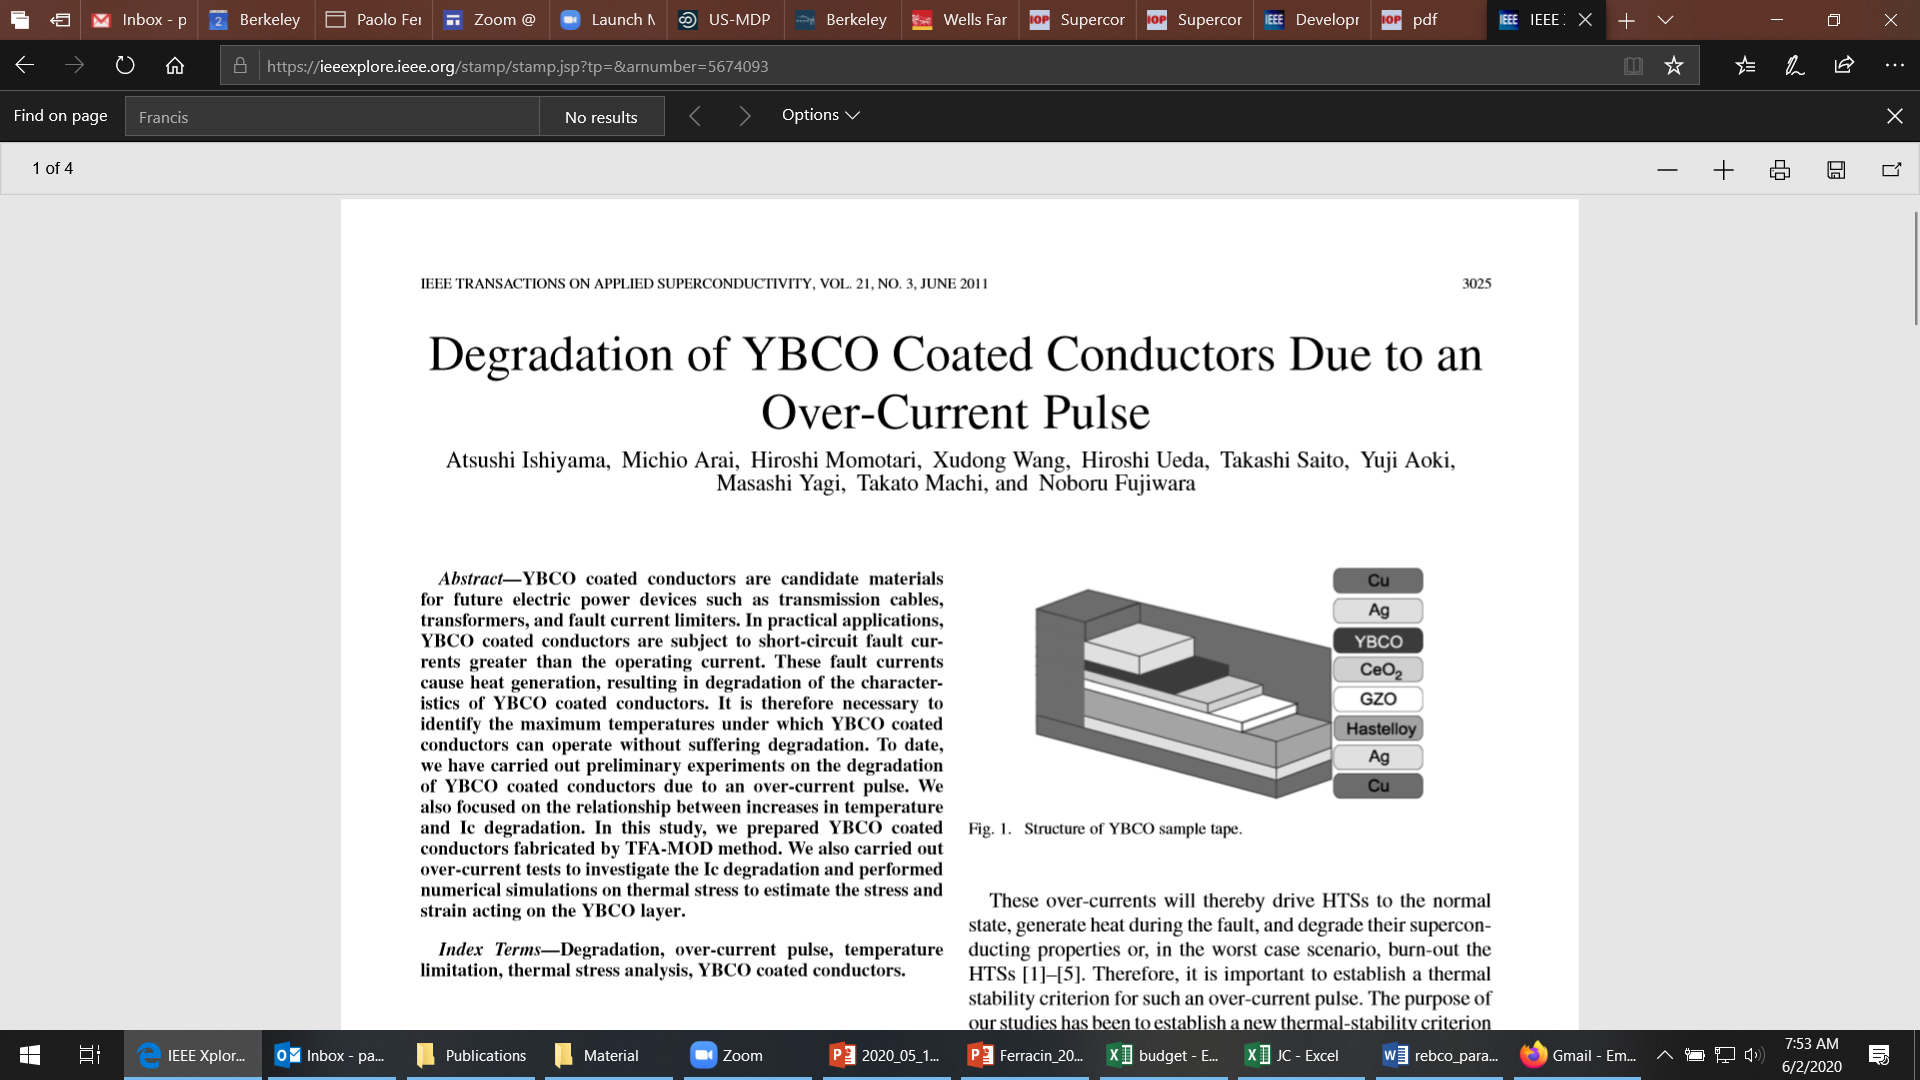 Inbox - p
2 Berkeley
Paolo Fer
Zoom @
Launch M
US-MDP
Berkeley
Wells Far
IOP Supercor
IOP Supercor
IEEE Developr
IOP pdf
IEEE IEEE
https://ieeexplore.ieee.org/stamp/stamp.jsp?tp=&arnumber=5674093
Find on page Francis No results Options
1 of 4
IEEE TRANSACTIONS ON APPLIED SUPERCONDUCTIVITY, VOL. 21, NO. 3, JUNE 2011 3025
Degradation of YBCO Coated Conductors Due to an
Over-Current Pulse
Atsushi Ishiyama, Michio Arai, Hiroshi Momotari, Xudong Wang, Hiroshi Ueda, Takashi Saito, Yuji Aoki,
Masashi Yagi, Takato Machi, and Noboru Fujiwara
Abstract—YBCO coated conductors are candidate materials
for future electric power devices such as transmission cables,
transformers, and fault current limiters. In practical applications,
YBCO coated conductors are subject to short-circuit fault cur-
rents greater than the operating current. These fault currents
cause heat generation, resulting in degradation of the character-
istics of YBCO coated conductors. It is therefore necessary to
identify the maximum temperatures under which YBCO coated
conductors can operate without suffering degradation. To date,
we have carried out preliminary experiments on the degradation
of YBCO coated conductors due to an over-current pulse. We
also focused on the relationship between increases in temperature
and Ic degradation. In this study, we prepared YBCO coated
conductors fabricated by TFA-MOD method. We also carried out
over-current tests to investigate the Ic degradation and performed
numerical simulations on thermal stress to estimate the stress and
strain acting on the YBCO layer.
Index Terms—Degradation, over-current pulse, temperature
limitation, thermal stress analysis, YBCO coated conductors.
Cu
Ag
YBCO
CeO2
GZO
Hastelloy
Ag
Cu
Fig. 1. Structure of YBCO sample tape.
These over-currents will thereby drive HTSs to the normal
state, generate heat during the fault, and degrade their supercon-
ducting properties or, in the worst case scenario, burn-out the
HTSs [1]–[5]. Therefore, it is important to establish a thermal
stability criterion for such an over-current pulse. The purpose of
our studies has been to establish a new thermal-stability criterion
IEEE Xplor...
Inbox - pa...
Publications
Material
Zoom
2020_05_1...
Ferracin_20...
budget - E...
JC - Excel
rebco_para...
Gmail - Em...
7:53 AM
6/2/2020